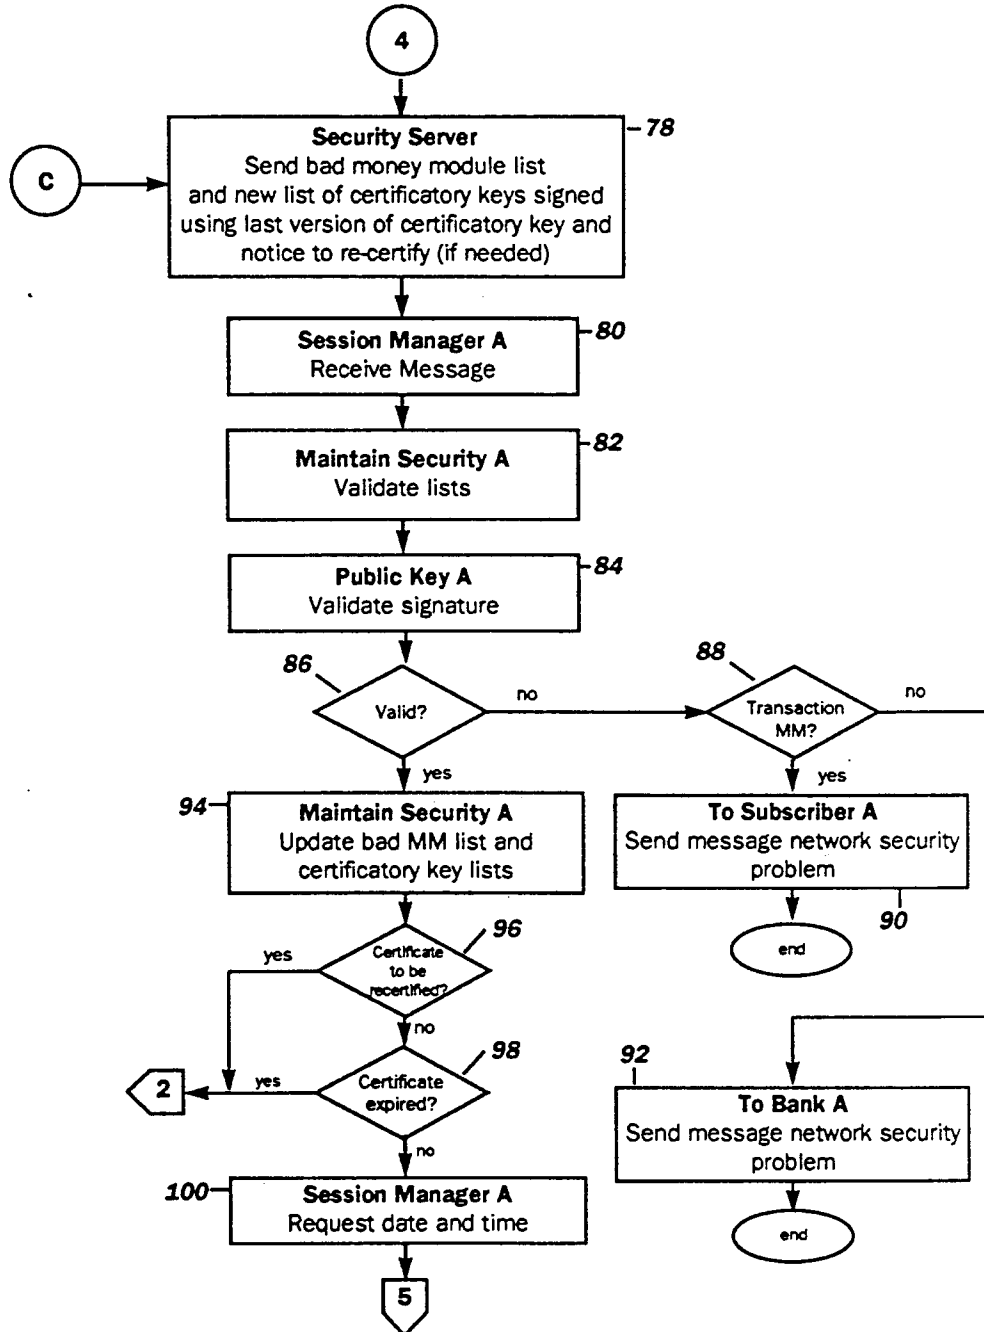 4
Security Server
78
Send bad money module list
C
and new list of certificatory keys signed
using last version of certificatory key and
notice to re-certify (if needed)
Session Manager A
80
Receive Message
Maintain Security A
82
Validate lists
Public Key A
84
Validate signature
86
88
Valid?
no
Transaction
MM?
no
yes
yes
94
Maintain Security A
Update bad MM list and
certificatory key lists
To Subscriber A
Send message network security
problem
90
end
96
Certificate
to be
recertified?
yes
no
98
Certificate
expired?
yes
2
no
92
To Bank A
Send message network security
problem
end
100
Session Manager A
Request date and time
5